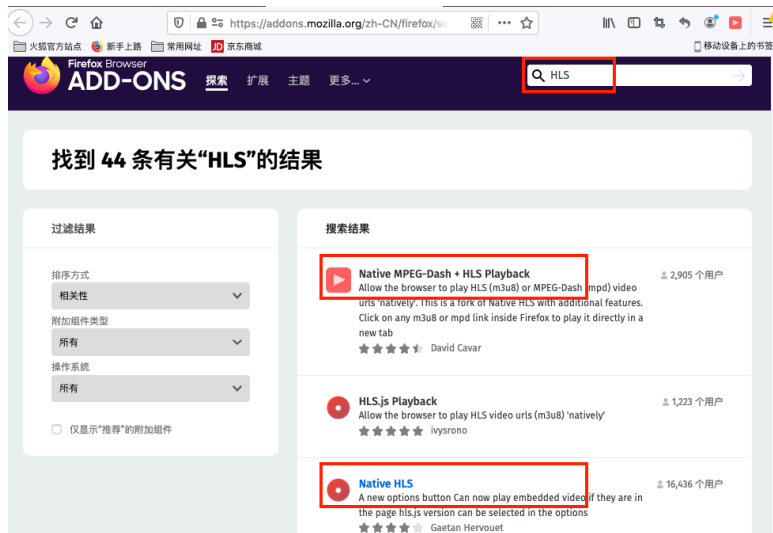 https://addons.mozilla.org/zh-CN/firefox/se
火狐官方站点 新手上路 常用网址 JD 京东商城 移动设备上的书签
Firefox Browser
ADD-ONS 探索 扩展 主题 更多... HLS
找到 44 条有关“HLS”的结果
过滤结果
排序方式
相关性
附加组件类型
所有
操作系统
所有
仅显示“推荐”的附加组件
搜索结果
Native MPEG-Dash + HLS Playback 2,905 个用户
Allow the browser to play HLS (m3u8) or MPEG-Dash (mpd) video
urls 'natively'. This is a fork of Native HLS with additional features.
Click on any m3u8 or mpd link inside Firefox to play it directly in a
new tab
David Cavar
HLS.js Playback 1,223 个用户
Allow the browser to play HLS video urls (m3u8) 'natively'
ivysrono
Native HLS 16,436 个用户
A new options button Can now play embedded video if they are in
the page hls.js version can be selected in the options
Gaetan Hervouet